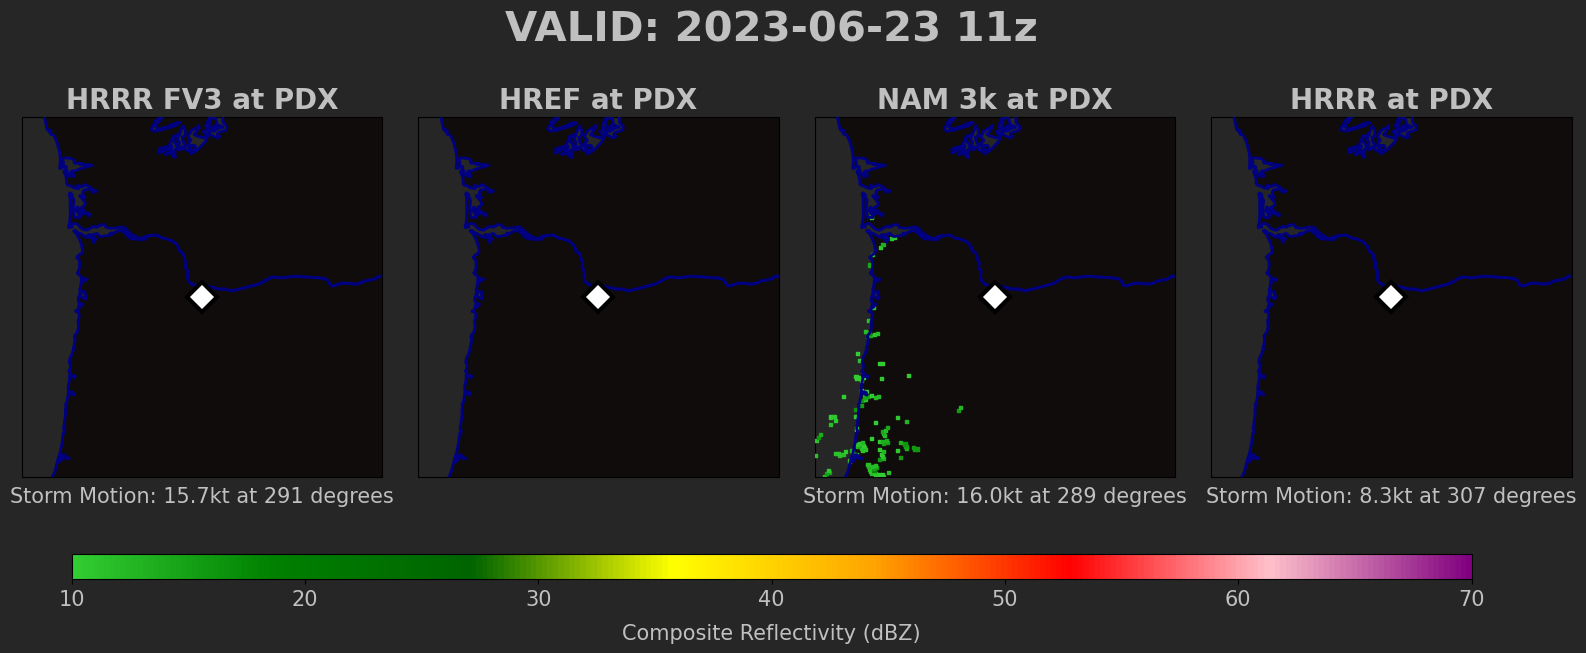 VALID: 2023-06-23 11z
HRRR FV3 at PDX
HREF at PDX
NAM 3k at PDX
HRRR at PDX
Storm Motion: 15.7kt at 291 degrees
Storm Motion: 16.0kt at 289 degrees
Storm Motion: 8.3kt at 307 degrees
10 20 30 40 50 60 70
Composite Reflectivity (dBZ)